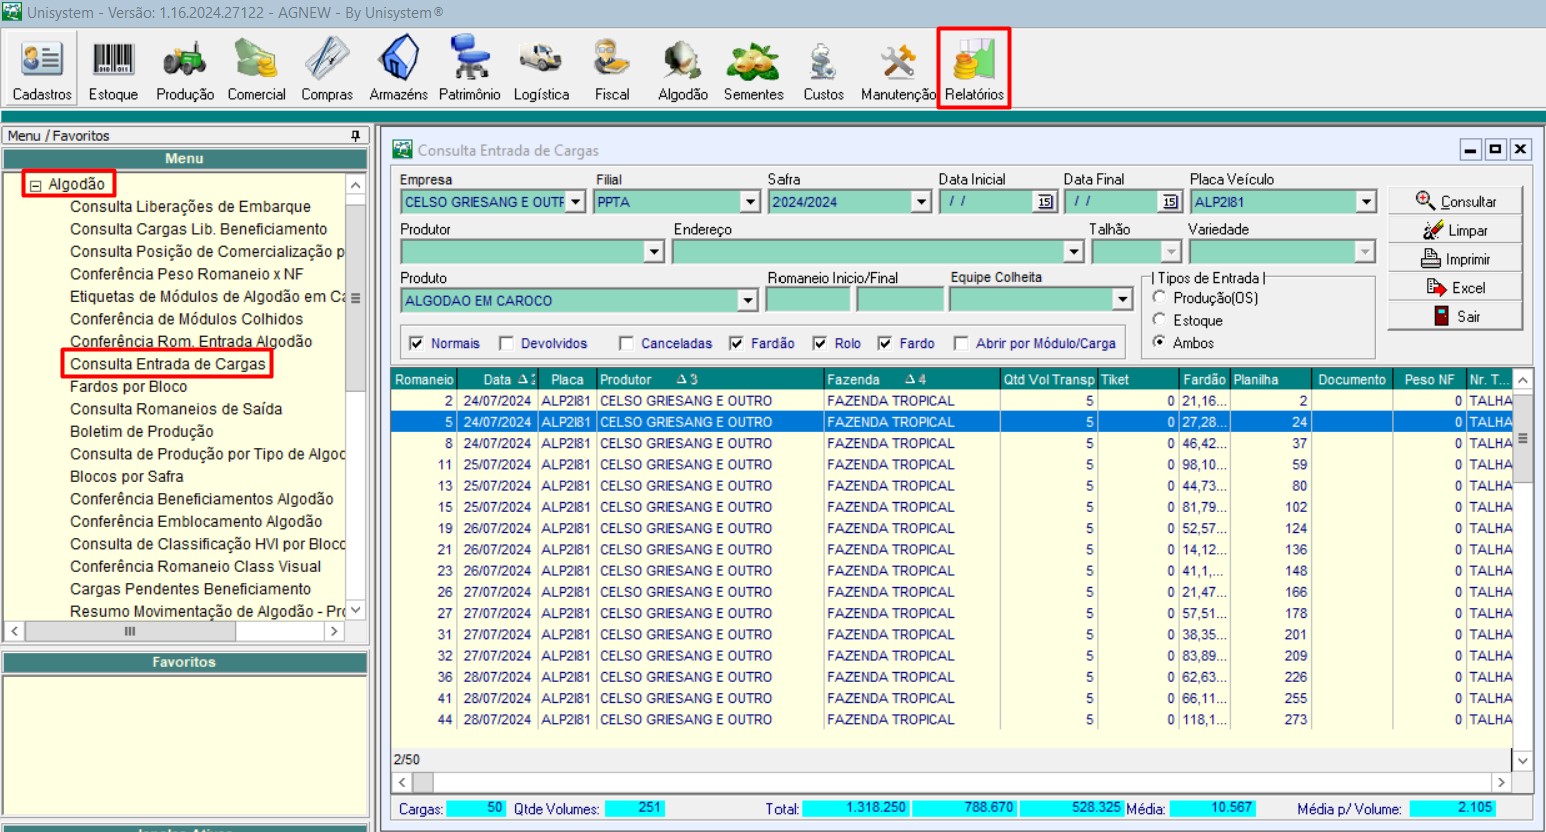 Unisystem - Versão: 1.16.2024.27122 - AGNEW - By Unisystem®
Cadastros Estoque Produção Comercial Compras Armazéns Patrimônio Logística Fiscal Algodão Sementes Custos Manutenção Relatórios
Menu / Favoritos
Menu
Algodão
Consulta Liberações de Embarque
Consulta Cargas Lib. Beneficiamento
Consulta Posição de Comercialização p
Conferência Peso Romaneio x NF
Etiquetas de Módulos de Algodão em Ca
Conferência de Módulos Colhidos
Conferência Rom. Entrada Algodão
Consulta Entrada de Cargas
Fardos por Bloco
Consulta Romaneios de Saída
Boletim de Produção
Consulta de Produção por Tipo de Algod
Blocos por Safra
Conferência Beneficiamentos Algodão
Conferência Emblocamento Algodão
Consulta de Classificação HVI por Bloco
Conferência Romaneio Class Visual
Cargas Pendentes Beneficiamento
Resumo Movimentação de Algodão - Pro
Favoritos
Consulta Entrada de Cargas
Empresa Filial Safra Data Inicial Data Final Placa Veículo
CELSO GRIESANG E OUTF PPTA 2024/2024 / / 15 / / 15 ALP2I81
Produtor Endereço Talhão Variedade
Produto Romaneio Inicio/Final Equipe Colheita
ALGODAO EM CAROCO
| Tipos de Entrada |
Produção(OS)
Estoque
Ambos
Consultar
Limpar
Imprimir
Excel
Sair
Normais Devolvidos Canceladas Fardão Rolo Fardo Abrir por Módulo/Carga
Romaneio Data 2 Placa Produtor 3 Fazenda 4 Qtd Vol Transp Tiket Fardão Planilha Documento Peso NF Nr. T...
2 24/07/2024 ALP2I81 CELSO GRIESANG E OUTRO FAZENDA TROPICAL 5 0 21,16... 2 0 TALHA
5 24/07/2024 ALP2I81 CELSO GRIESANG E OUTRO FAZENDA TROPICAL 5 0 27,28... 24 0 TALHA
8 24/07/2024 ALP2I81 CELSO GRIESANG E OUTRO FAZENDA TROPICAL 5 0 46,42... 37 0 TALHA
11 25/07/2024 ALP2I81 CELSO GRIESANG E OUTRO FAZENDA TROPICAL 5 0 98,10... 59 0 TALHA
13 25/07/2024 ALP2I81 CELSO GRIESANG E OUTRO FAZENDA TROPICAL 5 0 44,73... 80 0 TALHA
15 25/07/2024 ALP2I81 CELSO GRIESANG E OUTRO FAZENDA TROPICAL 5 0 81,79... 102 0 TALHA
19 26/07/2024 ALP2I81 CELSO GRIESANG E OUTRO FAZENDA TROPICAL 5 0 52,57... 124 0 TALHA
21 26/07/2024 ALP2I81 CELSO GRIESANG E OUTRO FAZENDA TROPICAL 5 0 14,12... 136 0 TALHA
23 26/07/2024 ALP2I81 CELSO GRIESANG E OUTRO FAZENDA TROPICAL 5 0 41,1,... 148 0 TALHA
26 27/07/2024 ALP2I81 CELSO GRIESANG E OUTRO FAZENDA TROPICAL 5 0 21,47... 166 0 TALHA
27 27/07/2024 ALP2I81 CELSO GRIESANG E OUTRO FAZENDA TROPICAL 5 0 57,51... 178 0 TALHA
31 27/07/2024 ALP2I81 CELSO GRIESANG E OUTRO FAZENDA TROPICAL 5 0 38,35... 201 0 TALHA
32 27/07/2024 ALP2I81 CELSO GRIESANG E OUTRO FAZENDA TROPICAL 5 0 83,89... 209 0 TALHA
36 28/07/2024 ALP2I81 CELSO GRIESANG E OUTRO FAZENDA TROPICAL 5 0 62,63... 226 0 TALHA
41 28/07/2024 ALP2I81 CELSO GRIESANG E OUTRO FAZENDA TROPICAL 5 0 66,11... 255 0 TALHA
44 28/07/2024 ALP2I81 CELSO GRIESANG E OUTRO FAZENDA TROPICAL 5 0 118,1... 273 0 TALHA
2/50
Cargas: 50 Qtde Volumes: 251 Total: 1.318.250 788.670 528.325 Média: 10.567 Média p/ Volume: 2.105